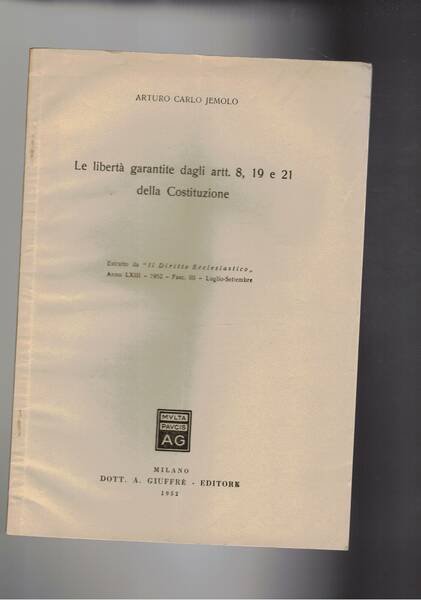 ARTURO CARLO JEMOLO
Le libertà garantite dagli artt. 8, 19 e 21
della Costituzione
Estratto da "Il Diritto Ecclesiastico„
Anno LXIII - 1952 - Fasc. III - Luglio-Settembre
MVLTA
PAVCIS
AG
MILANO
DOTT. A. GIUFFRÈ - EDITORE
1952